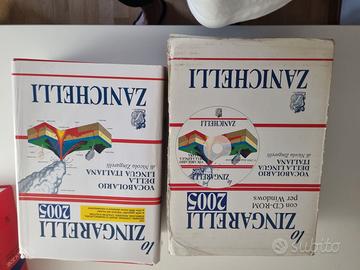 lo
ZINGARELLI
2005
VOCABOLARIO
DELLA
LINGUA ITALIANA
di Nicola Zingarelli
ZANICHELLI
lo
ZINGARELLI
2005
con CD-ROM
per Windows
VOCABOLARIO
DELLA LINGUA
ITALIANA
di Nicola Zingarelli
ZANICHELLI
subito